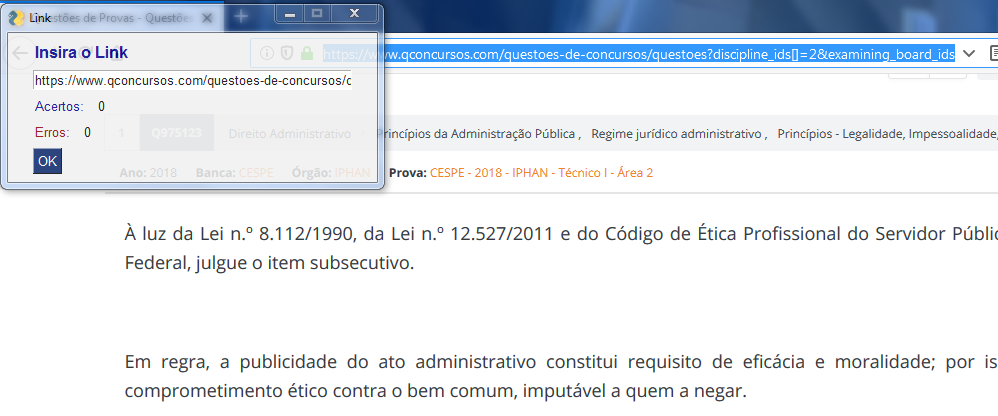 Link
Questões de Provas - Questões
Insira o Link
https://www.qconcursos.com/questoes-de-concursos/c
https://www.qconcursos.com/questoes-de-concursos/questoes?discipline_ids[]=2&examining_board_ids
Acertos: 0
Erros: 0
OK
1 Q975123 Direito Administrativo Princípios da Administração Pública , Regime jurídico administrativo , Princípios - Legalidade, Impessoalidade,
Ano: 2018 Banca: CESPE Órgão: IPHAN Prova: CESPE - 2018 - IPHAN - Técnico I - Área 2
À luz da Lei n.º 8.112/1990, da Lei n.º 12.527/2011 e do Código de Ética Profissional do Servidor Públic
Federal, julgue o item subsecutivo.
Em regra, a publicidade do ato administrativo constitui requisito de eficácia e moralidade; por is
comprometimento ético contra o bem comum, imputável a quem a negar.